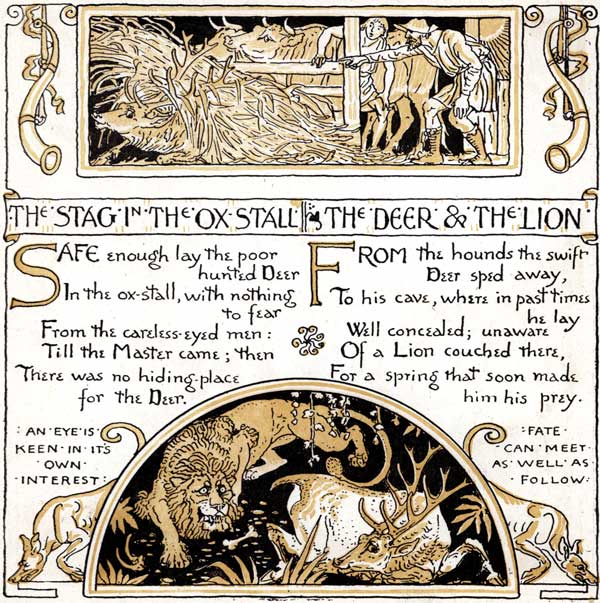 THE·STAG·IN·THE·OX·STALL
SAFE enough lay the poor
hunted Deer
In the ox-stall, with nothing
to fear
From the careless-eyed men:
Till the Master came; then
There was no hiding-place
for the Deer.
: AN·EYE·IS·
KEEN·IN·ITS
·OWN·
·INTEREST:
THE·DEER·&·THE·LION·
FROM the hounds the swift
Deer sped away,
To his cave, where in past times
he lay
Well concealed; unaware
Of a Lion couched there,
For a spring that soon made
him his prey.
:FATE·
CAN·MEET
·AS·WELL·AS·
FOLLOW: